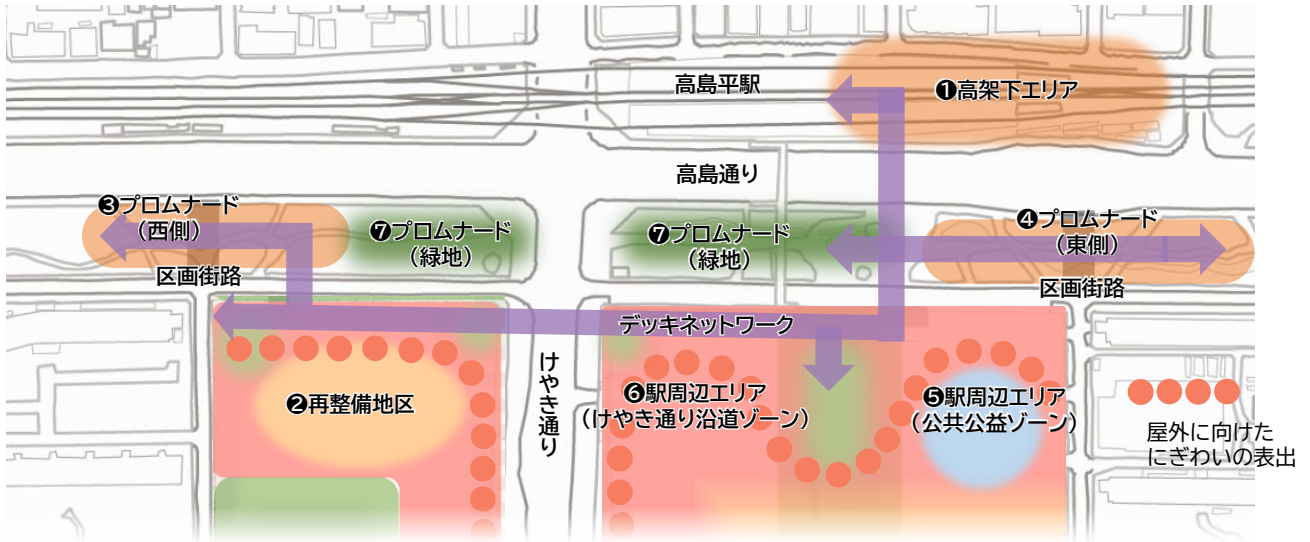 高島平駅
❶高架下エリア
高島通り
❸プロムナード
（西側）
❼プロムナード
（緑地）
❼プロムナード
（緑地）
❹プロムナード
（東側）
区画街路
区画街路
デッキネットワーク
けやき通り
❷再整備地区
❻駅周辺エリア
（けやき通り沿道ゾーン）
❺駅周辺エリア
（公共公益ゾーン）
屋外に向けた
にぎわいの表出